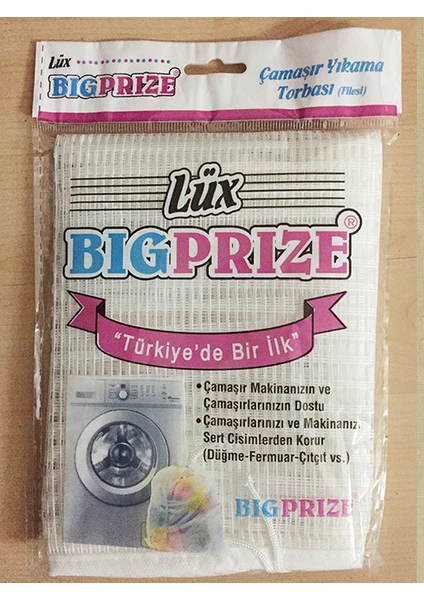 Lüx
BIGPRIZE®
Çamaşır Yıkama
Torbası (Filesi)
Lüx
BIGPRIZE®
"Türkiye'de Bir İlk"
• Çamaşır Makinanızın ve
Çamaşırlarınızın Dostu
• Çamaşırlarınızı ve Makinanızı
Sert Cisimlerden Korur
(Düğme-Fermuar-Çıtçıt vs.)
BIGPRIZE